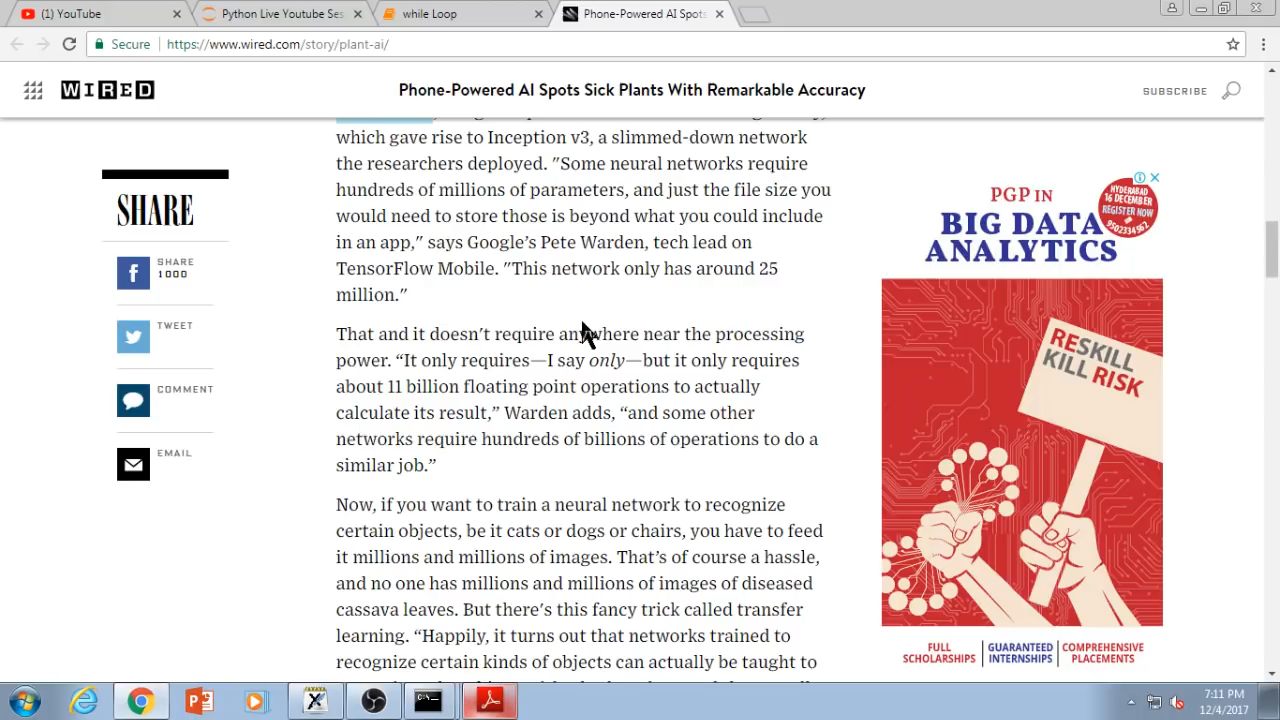 (1) YouTube
Python Live Youtube Ses
while Loop
Phone-Powered AI Spots
Secure
https://www.wired.com/story/plant-ai/
WIRED
Phone-Powered AI Spots Sick Plants With Remarkable Accuracy
SUBSCRIBE
SHARE
SHARE
1000
TWEET
COMMENT
EMAIL
which gave rise to Inception v3, a slimmed-down network
the researchers deployed. "Some neural networks require
hundreds of millions of parameters, and just the file size you
would need to store those is beyond what you could include
in an app," says Google's Pete Warden, tech lead on
TensorFlow Mobile. "This network only has around 25
million."
That and it doesn't require anywhere near the processing
power. “It only requires—I say only—but it only requires
about 11 billion floating point operations to actually
calculate its result,” Warden adds, “and some other
networks require hundreds of billions of operations to do a
similar job.”
Now, if you want to train a neural network to recognize
certain objects, be it cats or dogs or chairs, you have to feed
it millions and millions of images. That’s of course a hassle,
and no one has millions and millions of images of diseased
cassava leaves. But there’s this fancy trick called transfer
learning. “Happily, it turns out that networks trained to
recognize certain kinds of objects can actually be taught to
PGP IN
BIG DATA
ANALYTICS
HYDERABAD
16 DECEMBER
REGISTER NOW
9502334562
RESKILL
KILL RISK
FULL
SCHOLARSHIPS
GUARANTEED
INTERNSHIPS
COMPREHENSIVE
PLACEMENTS
7:11 PM
12/4/2017